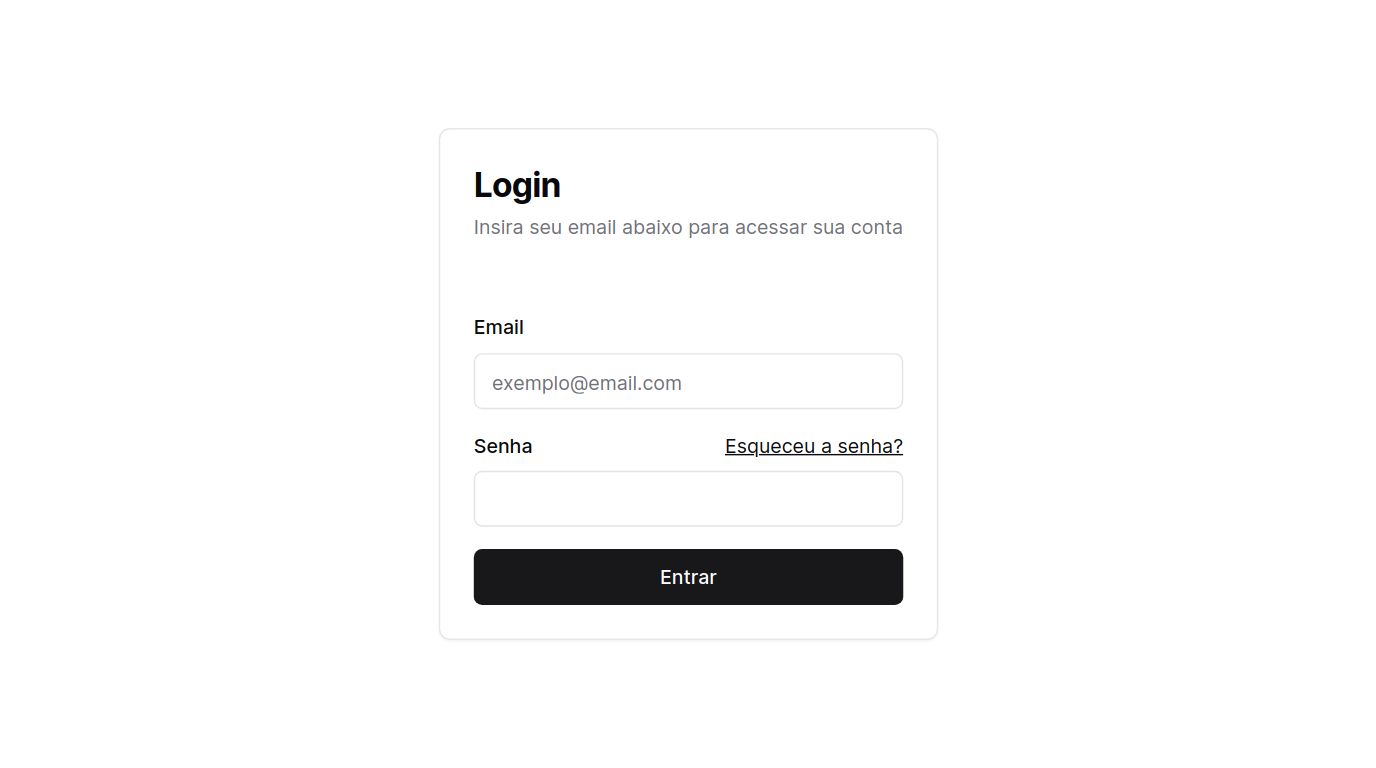 Login
Insira seu email abaixo para acessar sua conta
Email
exemplo@email.com
Senha
Esqueceu a senha?
Entrar